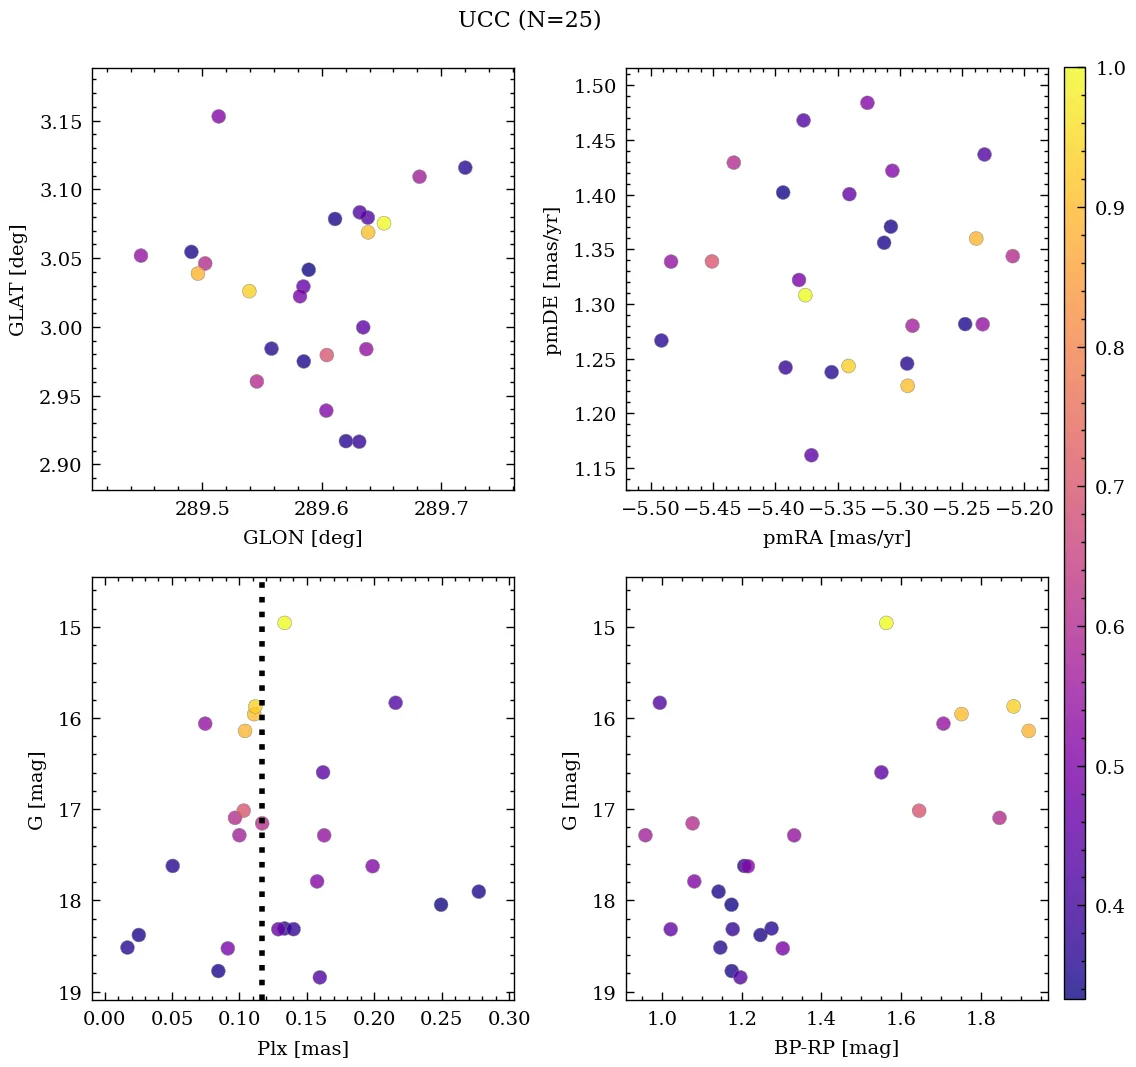 UCC (N=25)
3.15
3.10
3.05
3.00
2.95
2.90
GLAT [deg]
289.5 289.6 289.7
GLON [deg]
1.50
1.45
1.40
1.35
1.30
1.25
1.20
1.15
pmDE [mas/yr]
−5.50 −5.45 −5.40 −5.35 −5.30 −5.25 −5.20
pmRA [mas/yr]
15
16
17
18
19
G [mag]
0.00 0.05 0.10 0.15 0.20 0.25 0.30
Plx [mas]
15
16
17
18
19
G [mag]
1.0 1.2 1.4 1.6 1.8
BP-RP [mag]
1.0
0.9
0.8
0.7
0.6
0.5
0.4